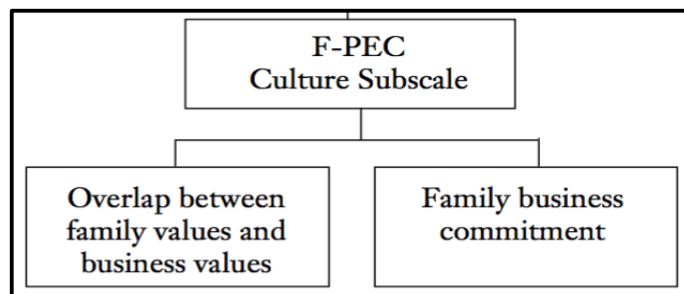 F-PEC
Culture Subscale
Overlap between
family values and
business values
Family business
commitment